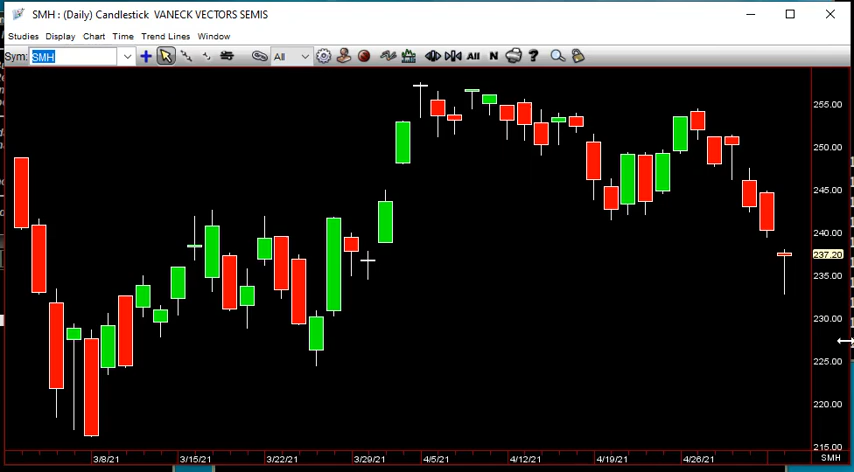 SMH : (Daily) Candlestick  VANECK VECTORS SEMIS
Studies Display Chart Time Trend Lines Window
Sym: SMH All All N ?
255.00
250.00
245.00
240.00
237.20
235.00
230.00
225.00
220.00
215.00
3/8/21 3/15/21 3/22/21 3/29/21 4/5/21 4/12/21 4/19/21 4/26/21 SMH